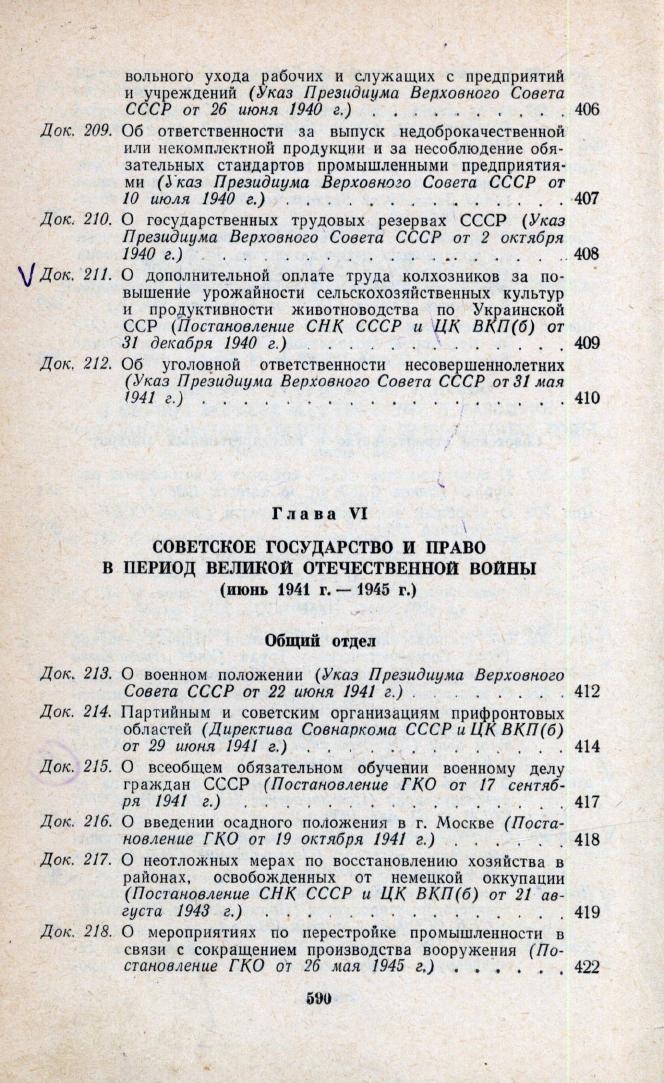 вольного ухода рабочих и служащих с предприятий
и учреждений (Указ Президиума Верховного Совета
СССР от 26 июня 1940 г.) . . . . . . . . . . 406
Док. 209. Об ответственности за выпуск недоброкачественной
или некомплектной продукции и за несоблюдение обя-
зательных стандартов промышленными предприятия-
ми (Указ Президиума Верховного Совета СССР от
10 июля 1940 г.) . . . . . . . . . . . . . . 407
Док. 210. О государственных трудовых резервах СССР (Указ
Президиума Верховного Совета СССР от 2 октября
1940 г.) . . . . . . . . . . . . . . . . . . 408
Док. 211. О дополнительной оплате труда колхозников за по-
вышение урожайности сельскохозяйственных культур
и продуктивности животноводства по Украинской
ССР (Постановление СНК СССР и ЦК ВКП(б) от
31 декабря 1940 г.) . . . . . . . . . . . . . 409
Док. 212. Об уголовной ответственности несовершеннолетних
(Указ Президиума Верховного Совета СССР от 31 мая
1941 г.) . . . . . . . . . . . . . . . . . . 410
Глава VI
СОВЕТСКОЕ ГОСУДАРСТВО И ПРАВО
В ПЕРИОД ВЕЛИКОЙ ОТЕЧЕСТВЕННОЙ ВОЙНЫ
(июнь 1941 г. — 1945 г.)
Общий отдел
Док. 213. О военном положении (Указ Президиума Верховного
Совета СССР от 22 июня 1941 г.) . . . . . . . . 412
Док. 214. Партийным и советским организациям прифронтовых
областей (Директива Совнаркома СССР и ЦК ВКП(б)
от 29 июня 1941 г.) . . . . . . . . . . . . . 414
Док. 215. О всеобщем обязательном обучении военному делу
граждан СССР (Постановление ГКО от 17 сентяб-
ря 1941 г.) . . . . . . . . . . . . . . . . 417
Док. 216. О введении осадного положения в г. Москве (Поста-
новление ГКО от 19 октября 1941 г.) . . . . . . 418
Док. 217. О неотложных мерах по восстановлению хозяйства в
районах, освобожденных от немецкой оккупации
(Постановление СНК СССР и ЦК ВКП(б) от 21 ав-
густа 1943 г.) . . . . . . . . . . . . . . . 419
Док. 218. О мероприятиях по перестройке промышленности в
связи с сокращением производства вооружения (По-
становление ГКО от 26 мая 1945 г.) . . . . . . 422
590